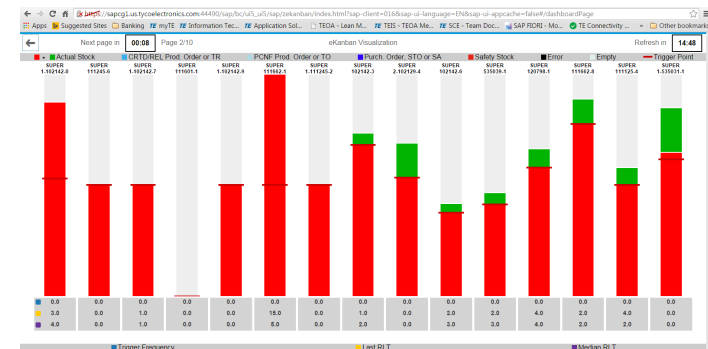 https://sapcg1.us.tycoelectronics.com:44490/sap/bc/ui5_ui5/sap/zekanban/index.html?sap-client=016&sap-ui-language=EN&sap-ui-appcache=false#/dashboardPage
Apps Suggested Sites Banking TE myTE TE Information Tec... TE Application Sol... TEOA - Lean M... TE TEIS - TEOA Me... TE SCE - Team Doc... SAP FIORI - Mo... TE Connectivity ... » Other bookmarks
Next page in 00:08 Page 2/10 eKanban Visualization Refresh in 14:48
- Actual Stock CRTD/REL Prod. Order or TR PCNF Prod. Order or TO Purch. Order, STO or SA Safety Stock Error Empty Trigger Point
SUPER SUPER SUPER SUPER SUPER SUPER SUPER SUPER SUPER SUPER SUPER SUPER SUPER SUPER SUPER
1-102142-0 111245-6 1-102142-7 111601-1 1-102142-9 111662-1 1-111245-2 102142-3 2-102129-4 102142-6 535039-1 120798-1 111662-8 111125-4 1-535031-1
0.0 0.0 0.0 0.0 0.0 0.0 0.0 0.0 0.0 0.0 0.0 0.0 0.0 0.0 0.0
3.0 0.0 1.0 0.0 0.0 15.0 0.0 1.0 0.0 2.0 2.0 4.0 2.0 4.0 0.0
4.0 0.0 1.0 0.0 0.0 5.0 0.0 2.0 0.0 3.0 3.0 4.0 2.0 2.0 0.0
Trigger Frequency Last RLT Median RLT